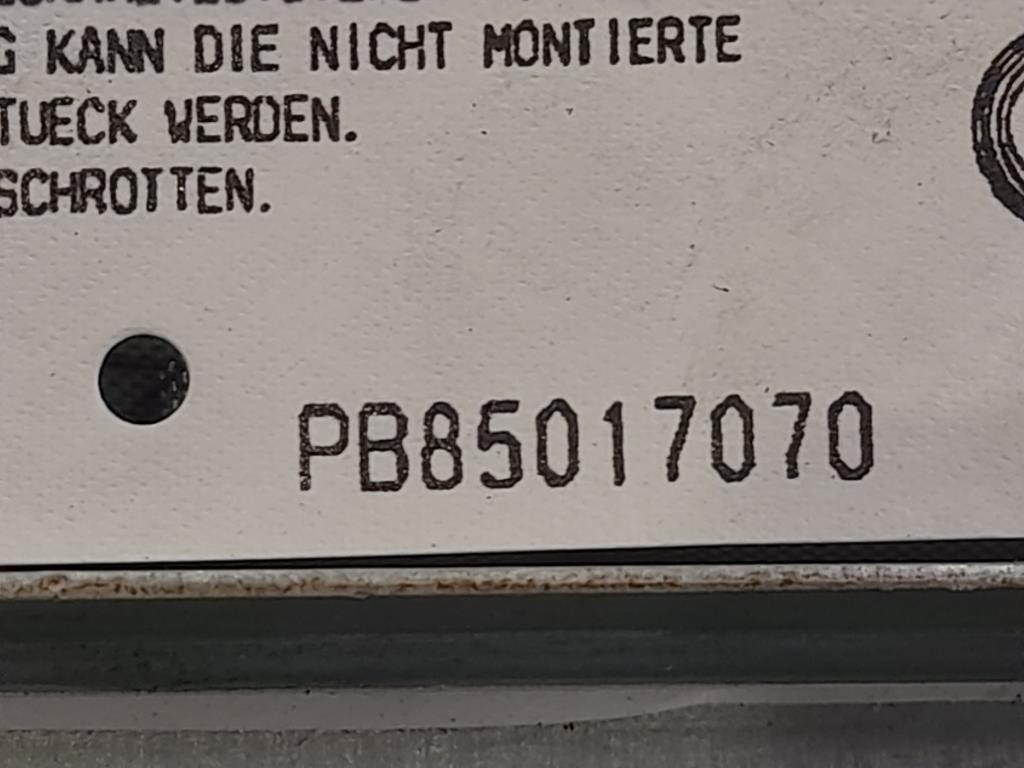 G KANN DIE NICHT MONTIERTE
TUECK WERDEN.
SCHROTTEN.
PB85017070